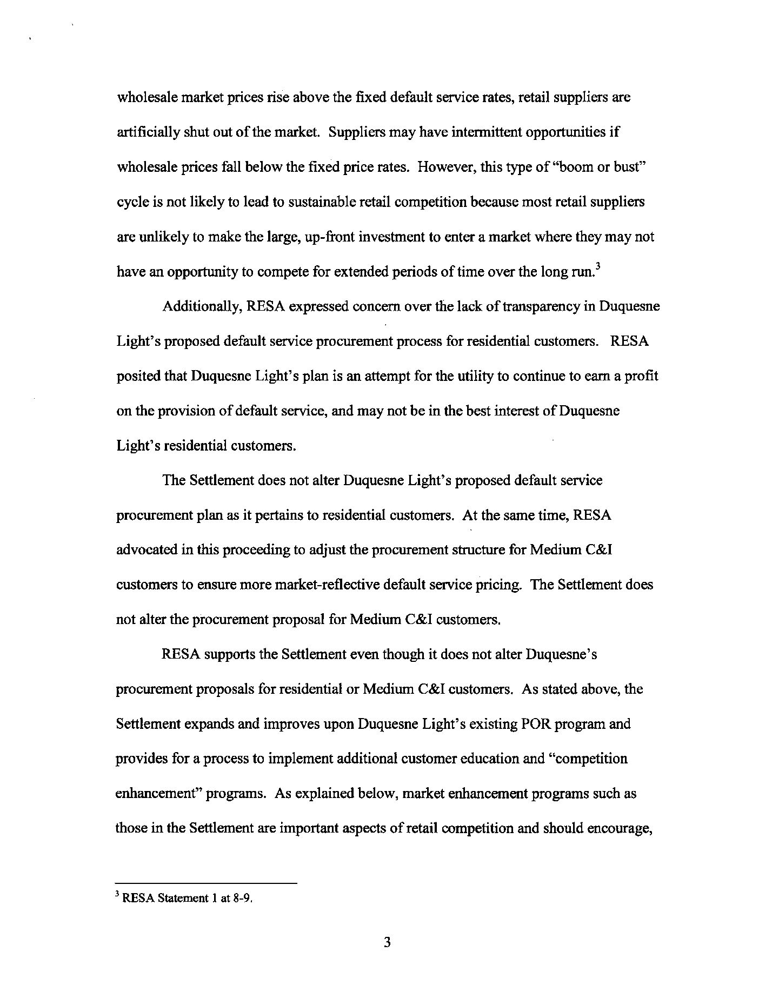 wholesale market prices rise above the fixed default service rates, retail suppliers are
artificially shut out of the market.  Suppliers may have intermittent opportunities if
wholesale prices fall below the fixed price rates.  However, this type of “boom or bust”
cycle is not likely to lead to sustainable retail competition because most retail suppliers
are unlikely to make the large, up-front investment to enter a market where they may not
have an opportunity to compete for extended periods of time over the long run.³
Additionally, RESA expressed concern over the lack of transparency in Duquesne
Light’s proposed default service procurement process for residential customers.   RESA
posited that Duquesne Light’s plan is an attempt for the utility to continue to earn a profit
on the provision of default service, and may not be in the best interest of Duquesne
Light’s residential customers.
The Settlement does not alter Duquesne Light’s proposed default service
procurement plan as it pertains to residential customers.  At the same time, RESA
advocated in this proceeding to adjust the procurement structure for Medium C&I
customers to ensure more market-reflective default service pricing.  The Settlement does
not alter the procurement proposal for Medium C&I customers.
RESA supports the Settlement even though it does not alter Duquesne’s
procurement proposals for residential or Medium C&I customers.  As stated above, the
Settlement expands and improves upon Duquesne Light’s existing POR program and
provides for a process to implement additional customer education and “competition
enhancement” programs.  As explained below, market enhancement programs such as
those in the Settlement are important aspects of retail competition and should encourage,
³ RESA Statement 1 at 8-9.
3